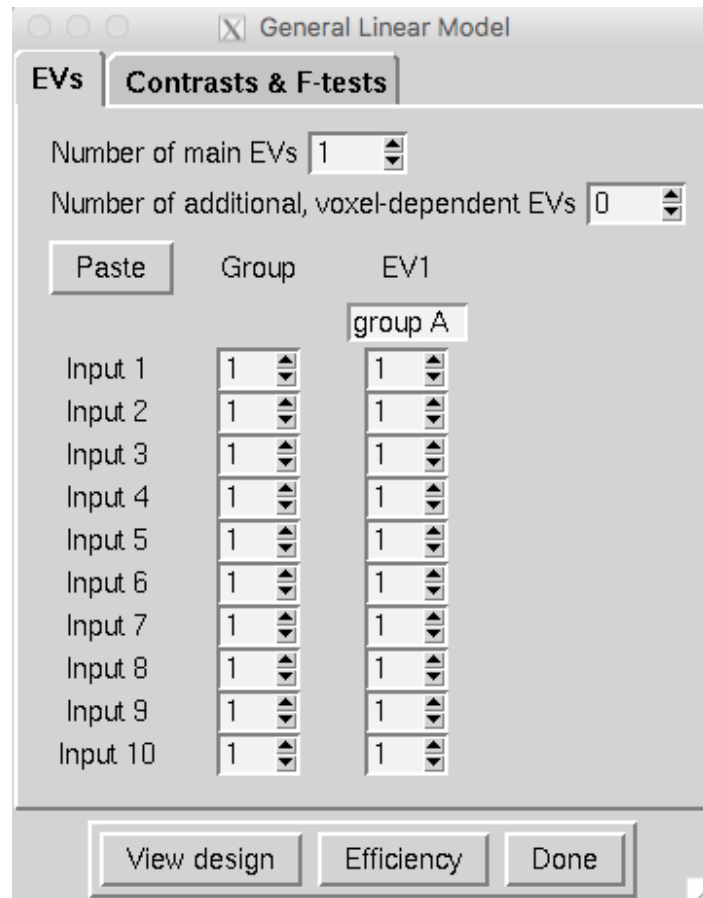 General Linear Model
EVs Contrasts & F-tests
Number of main EVs 1
Number of additional, voxel-dependent EVs 0
Paste Group EV1
group A
Input 1 1 1
Input 2 1 1
Input 3 1 1
Input 4 1 1
Input 5 1 1
Input 6 1 1
Input 7 1 1
Input 8 1 1
Input 9 1 1
Input 10 1 1
View design Efficiency Done